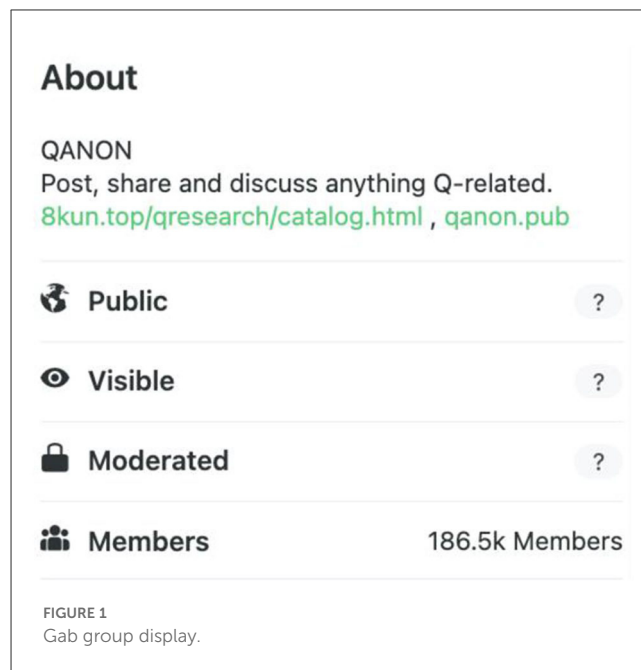 About
QANON
Post, share and discuss anything Q-related.
8kun.top/qresearch/catalog.html , qanon.pub
Public ?
Visible ?
Moderated ?
Members 186.5k Members
FIGURE 1
Gab group display.